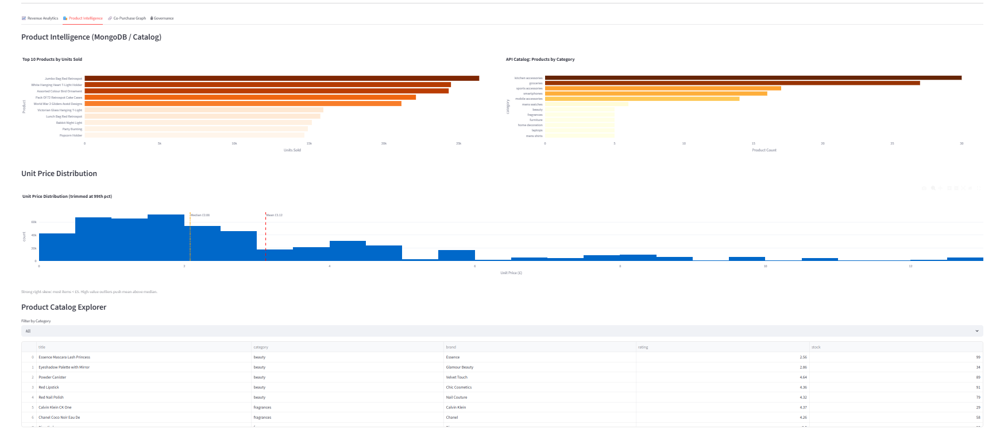 Revenue Analytics Product Intelligence Co-Purchase Graph Governance
Product Intelligence (MongoDB / Catalog)
Top 10 Products by Units Sold
Product
Jumbo Bag Red Retrospot
White Hanging Heart T-Light Holder
Assorted Colour Bird Ornament
Pack Of 72 Retrospot Cake Cases
World War 2 Gliders Asstd Designs
Victorian Glass Hanging T-Light
Lunch Bag Red Retrospot
Rabbit Night Light
Party Bunting
Popcorn Holder
0 5k 10k 15k 20k 25k
Units Sold
API Catalog: Products by Category
category
kitchen accessories
groceries
sports accessories
smartphones
mobile accessories
mens watches
beauty
fragrances
furniture
home decoration
laptops
mens shirts
0 5 10 15 20 25 30
Product Count
Unit Price Distribution
Unit Price Distribution (trimmed at 99th pct)
Median £2.08 Mean £3.13
count
60k
40k
20k
0
0 2 4 6 8 10 12
Unit Price (£)
Strong right-skew: most items < £5. High-value outliers push mean above median.
Product Catalog Explorer
Filter by Category
All
title category brand rating stock
0 Essence Mascara Lash Princess beauty Essence 2.56 99
1 Eyeshadow Palette with Mirror beauty Glamour Beauty 2.86 34
2 Powder Canister beauty Velvet Touch 4.64 89
3 Red Lipstick beauty Chic Cosmetics 4.36 91
4 Red Nail Polish beauty Nail Couture 4.32 79
5 Calvin Klein CK One fragrances Calvin Klein 4.37 29
6 Chanel Coco Noir Eau De fragrances Chanel 4.26 58